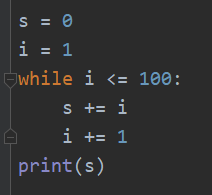 s = 0
i = 1
while i <= 100:
    s += i
    i += 1
print(s)